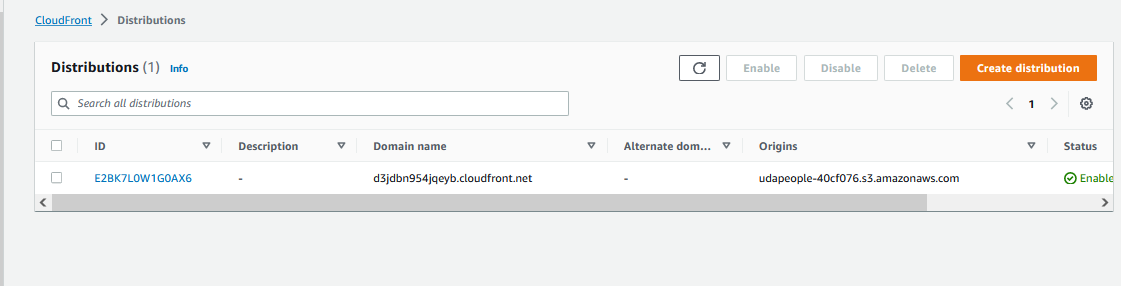 CloudFront > Distributions
Distributions (1) Info
Enable Disable Delete Create distribution
Search all distributions
1
ID Description Domain name Alternate dom... Origins Status
E2BK7L0W1G0AX6 - d3jdbn954jqeyb.cloudfront.net - udapeople-40cf076.s3.amazonaws.com Enable